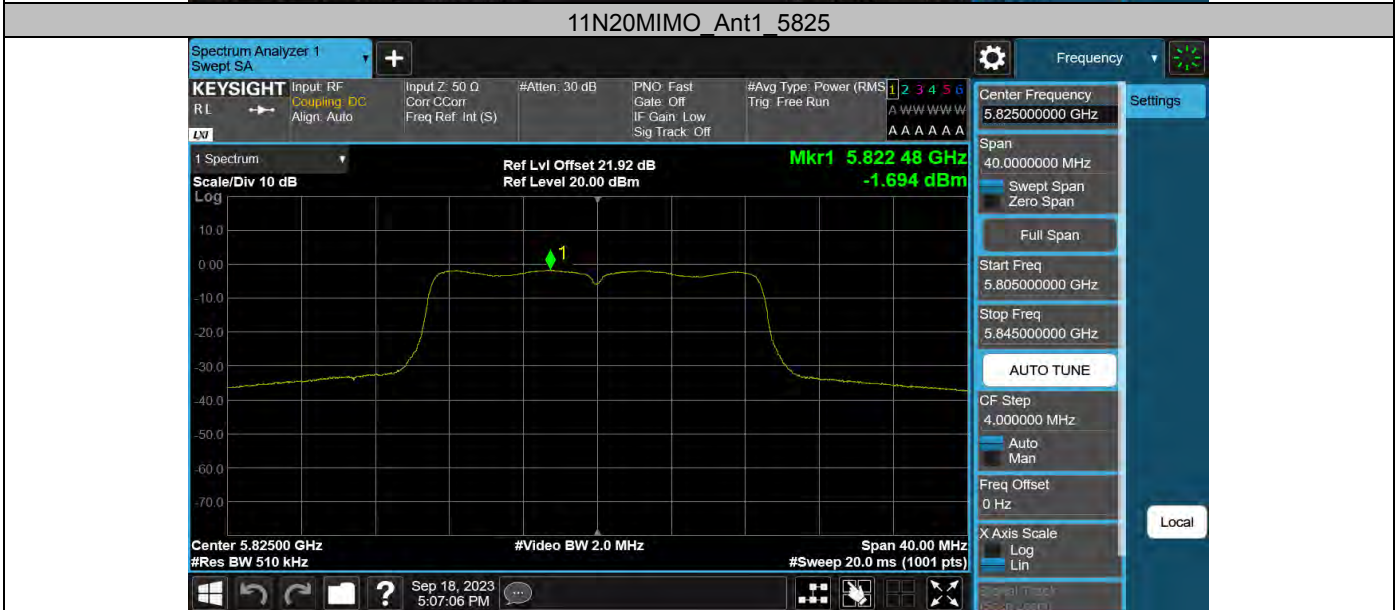 11N20MIMO_Ant1_5825
Spectrum Analyzer 1
Swept SA
Frequency
KEYSIGHT
RL
LXI
Input: RF
Coupling: DC
Align: Auto
Input Z: 50 Ω
Corr CCorr
Freq Ref: Int (S)
#Atten: 30 dB
PNO: Fast
Gate: Off
IF Gain: Low
Sig Track: Off
#Avg Type: Power (RMS
Trig: Free Run
1 2 3 4 5 6
A W W W W W
A A A A A A
1 Spectrum
Scale/Div 10 dB
Log
Ref Lvl Offset 21.92 dB
Ref Level 20.00 dBm
Mkr1 5.822 48 GHz
-1.694 dBm
10.0
0.00
-10.0
-20.0
-30.0
-40.0
-50.0
-60.0
-70.0
1
Center 5.82500 GHz
#Res BW 510 kHz
#Video BW 2.0 MHz
Span 40.00 MHz
#Sweep 20.0 ms (1001 pts)
Center Frequency
5.825000000 GHz
Settings
Span
40.0000000 MHz
Swept Span
Zero Span
Full Span
Start Freq
5.805000000 GHz
Stop Freq
5.845000000 GHz
AUTO TUNE
CF Step
4.000000 MHz
Auto
Man
Freq Offset
0 Hz
X Axis Scale
Log
Lin
Local
Sep 18, 2023
5:07:06 PM